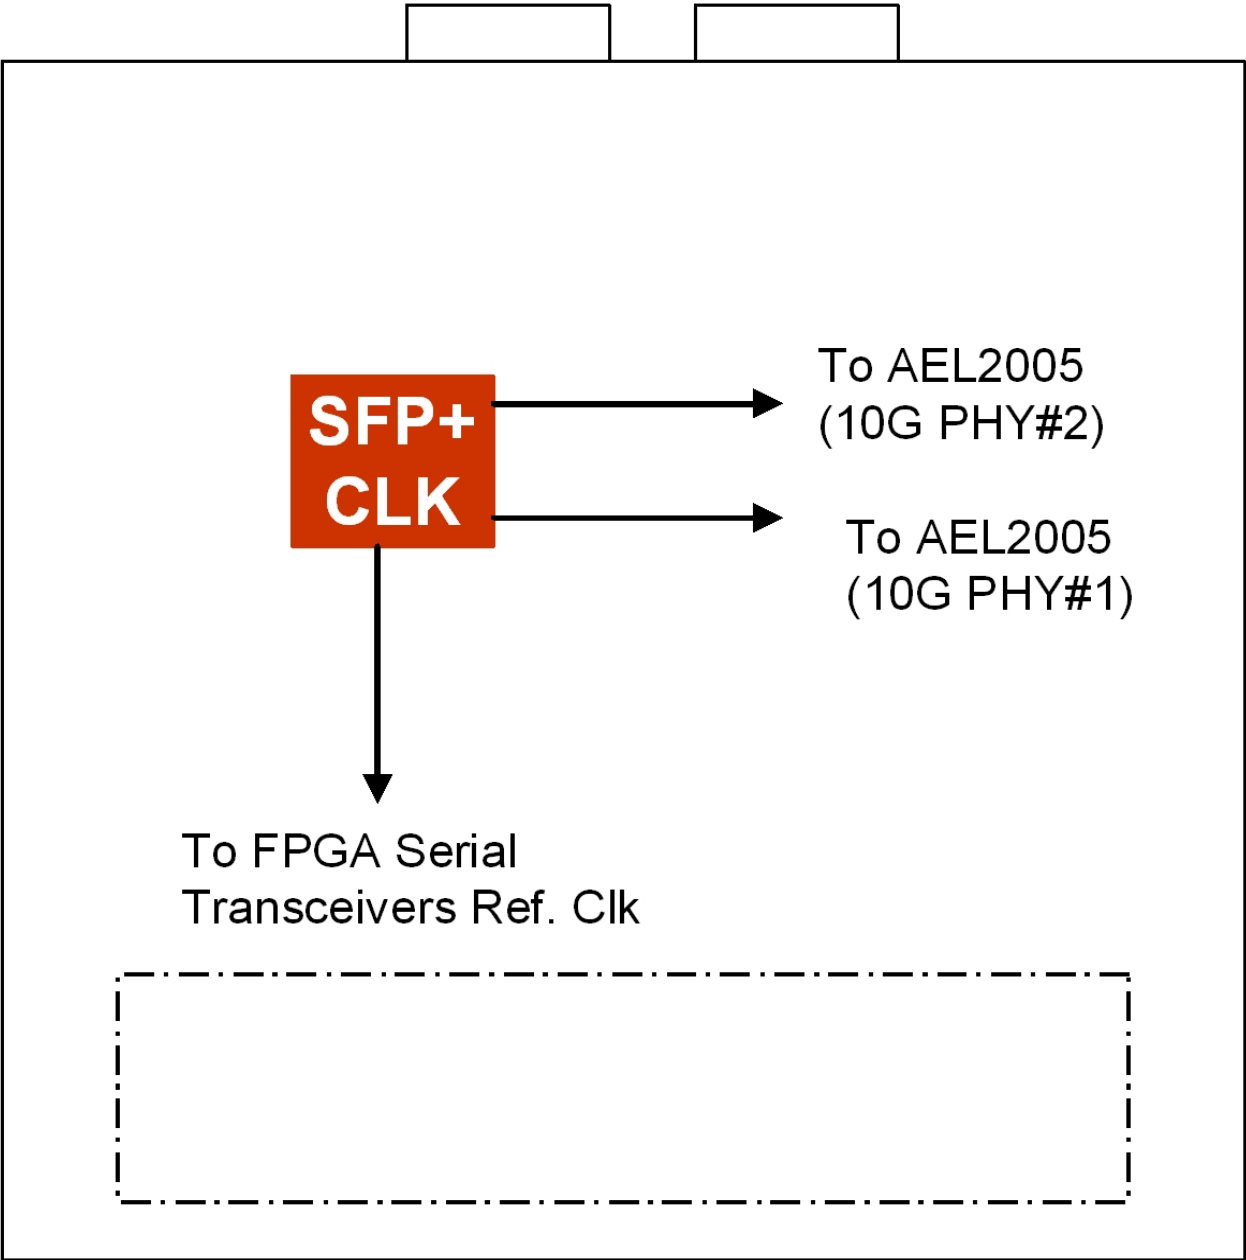 SFP+
CLK
To AEL2005
(10G PHY#2)
To AEL2005
(10G PHY#1)
To FPGA Serial
Transceivers Ref. Clk